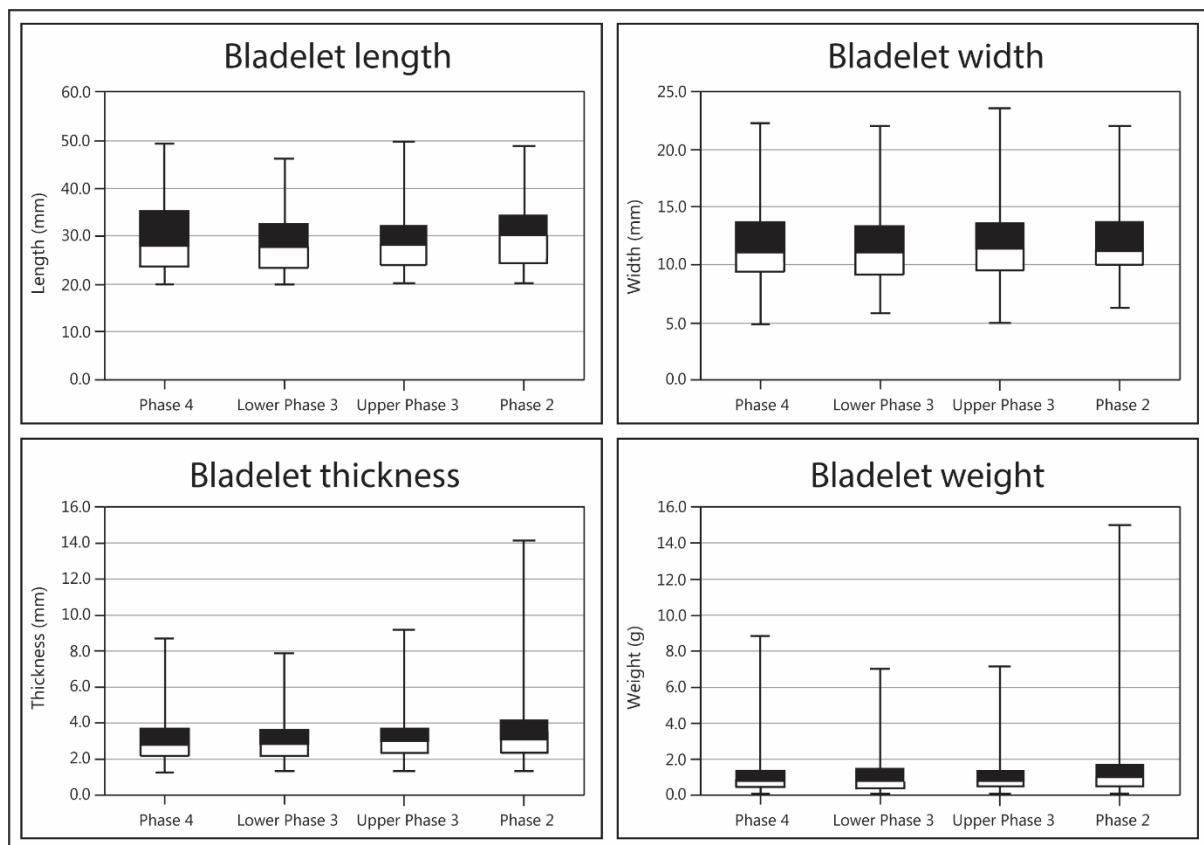 Bladelet length
60.0
50.0
40.0
30.0
20.0
10.0
0.0
Length (mm)
Phase 4 Lower Phase 3 Upper Phase 3 Phase 2
Bladelet width
25.0
20.0
15.0
10.0
5.0
0.0
Width (mm)
Phase 4 Lower Phase 3 Upper Phase 3 Phase 2
Bladelet thickness
16.0
14.0
12.0
10.0
8.0
6.0
4.0
2.0
0.0
Thickness (mm)
Phase 4 Lower Phase 3 Upper Phase 3 Phase 2
Bladelet weight
16.0
14.0
12.0
10.0
8.0
6.0
4.0
2.0
0.0
Weight (g)
Phase 4 Lower Phase 3 Upper Phase 3 Phase 2